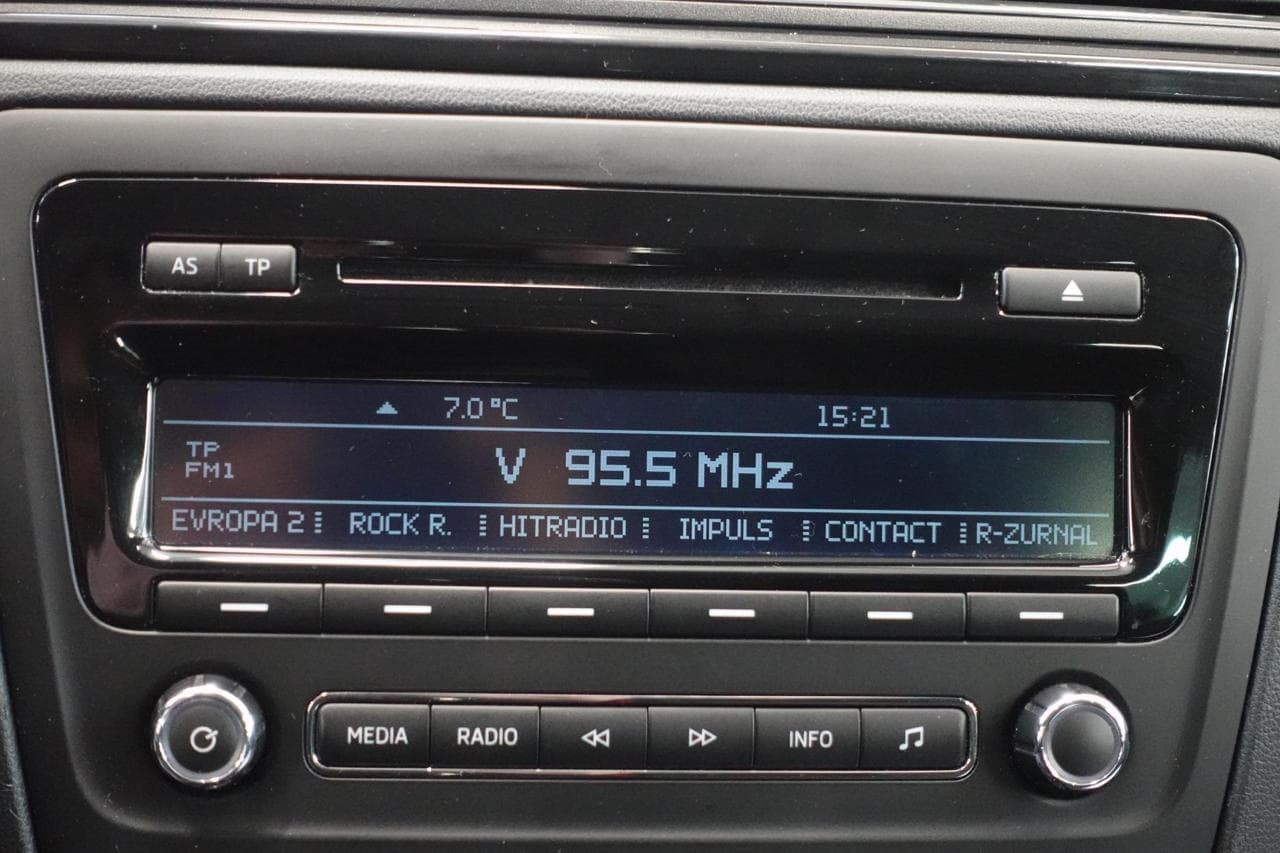 AS TP
7.0 °C 15:21
TP
FM1
V 95.5 MHz
EVROPA 2 ROCK R. HITRADIO IMPULS CONTACT R-ZURNAL
MEDIA RADIO INFO